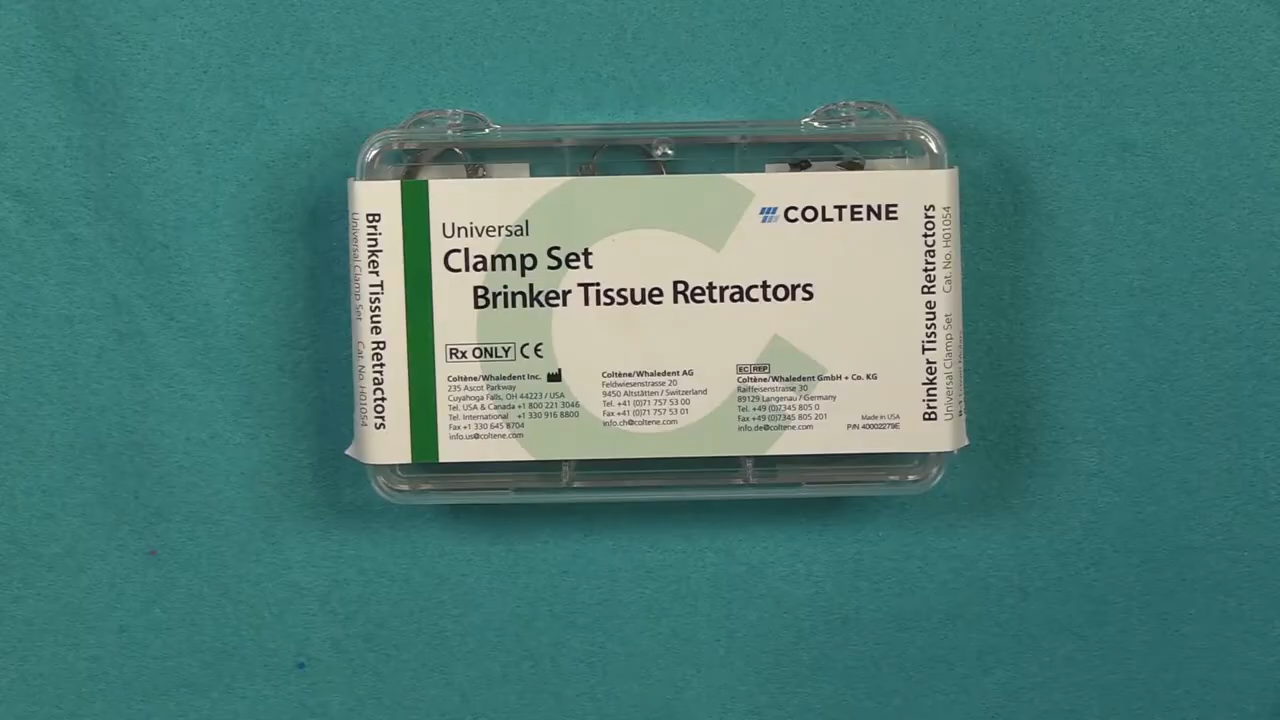 Brinker Tissue Retractors
Universal Clamp Set Cat. No. H01054
Universal
Clamp Set
Brinker Tissue Retractors
COLTENE
Rx ONLY CE
Coltène/Whaledent Inc.
235 Ascot Parkway
Cuyahoga Falls, OH 44223 / USA
Tel. USA & Canada +1 800 221 3046
Tel. International +1 330 916 8800
Fax +1 330 645 8704
info.us@coltene.com
Coltène/Whaledent AG
Feldwiesenstrasse 20
9450 Altstätten / Switzerland
Tel. +41 (0)71 757 53 00
Fax +41 (0)71 757 53 01
info.ch@coltene.com
EC REP
Coltène/Whaledent GmbH + Co. KG
Raiffeisenstrasse 30
89129 Langenau / Germany
Tel. +49 (0)7345 805 0
Fax +49 (0)7345 805 201
info.de@coltene.com
Made in USA
P/N 40002279E
Brinker Tissue Retractors
Universal Clamp Set Cat. No. H01054